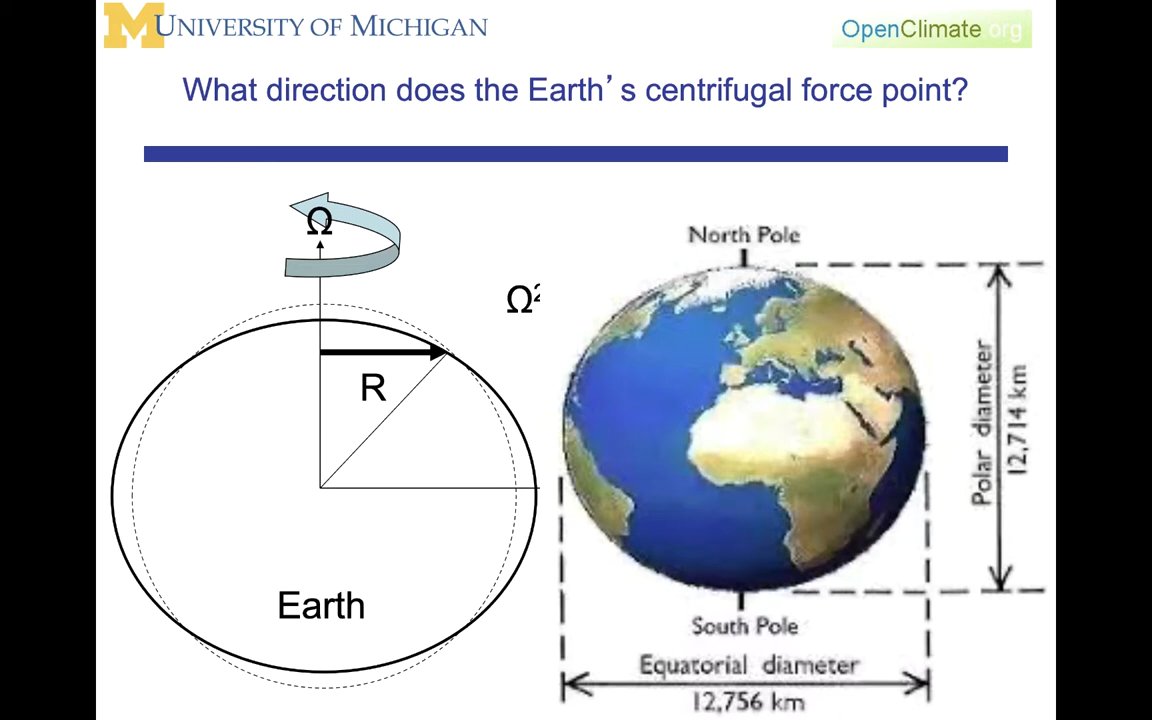 UNIVERSITY OF MICHIGAN
OpenClimate.org
What direction does the Earth’s centrifugal force point?
Ω
Ω²
R
Earth
North Pole
Polar diameter
12,714 km
South Pole
Equatorial diameter
12,756 km